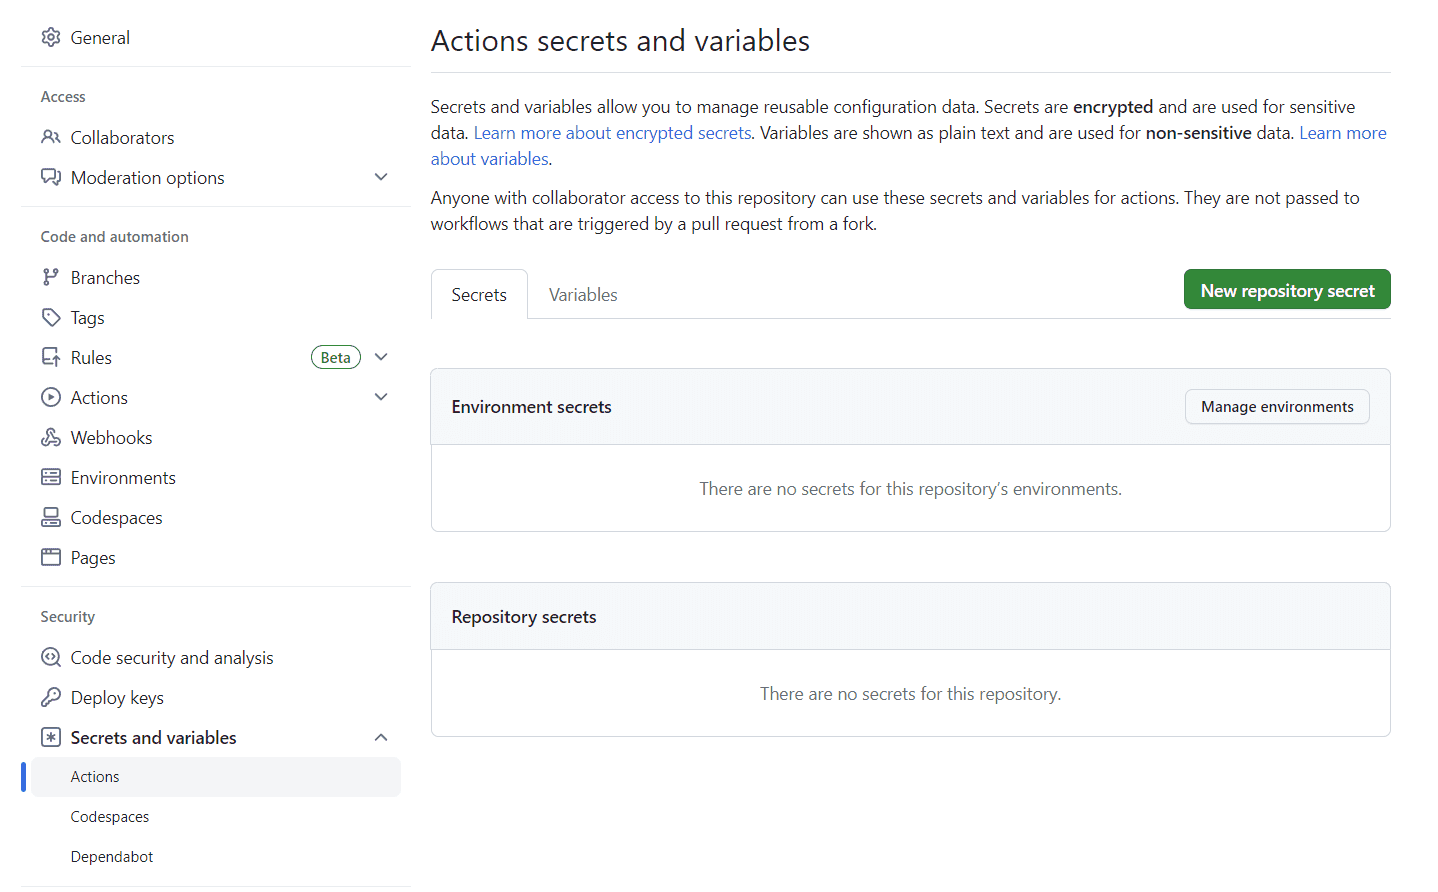 General
Access
Collaborators
Moderation options
Code and automation
Branches
Tags
Rules Beta
Actions
Webhooks
Environments
Codespaces
Pages
Security
Code security and analysis
Deploy keys
Secrets and variables
Actions
Codespaces
Dependabot
Actions secrets and variables
Secrets and variables allow you to manage reusable configuration data. Secrets are encrypted and are used for sensitive
data. Learn more about encrypted secrets. Variables are shown as plain text and are used for non-sensitive data. Learn more
about variables.
Anyone with collaborator access to this repository can use these secrets and variables for actions. They are not passed to
workflows that are triggered by a pull request from a fork.
Secrets Variables New repository secret
Environment secrets Manage environments
There are no secrets for this repository’s environments.
Repository secrets
There are no secrets for this repository.